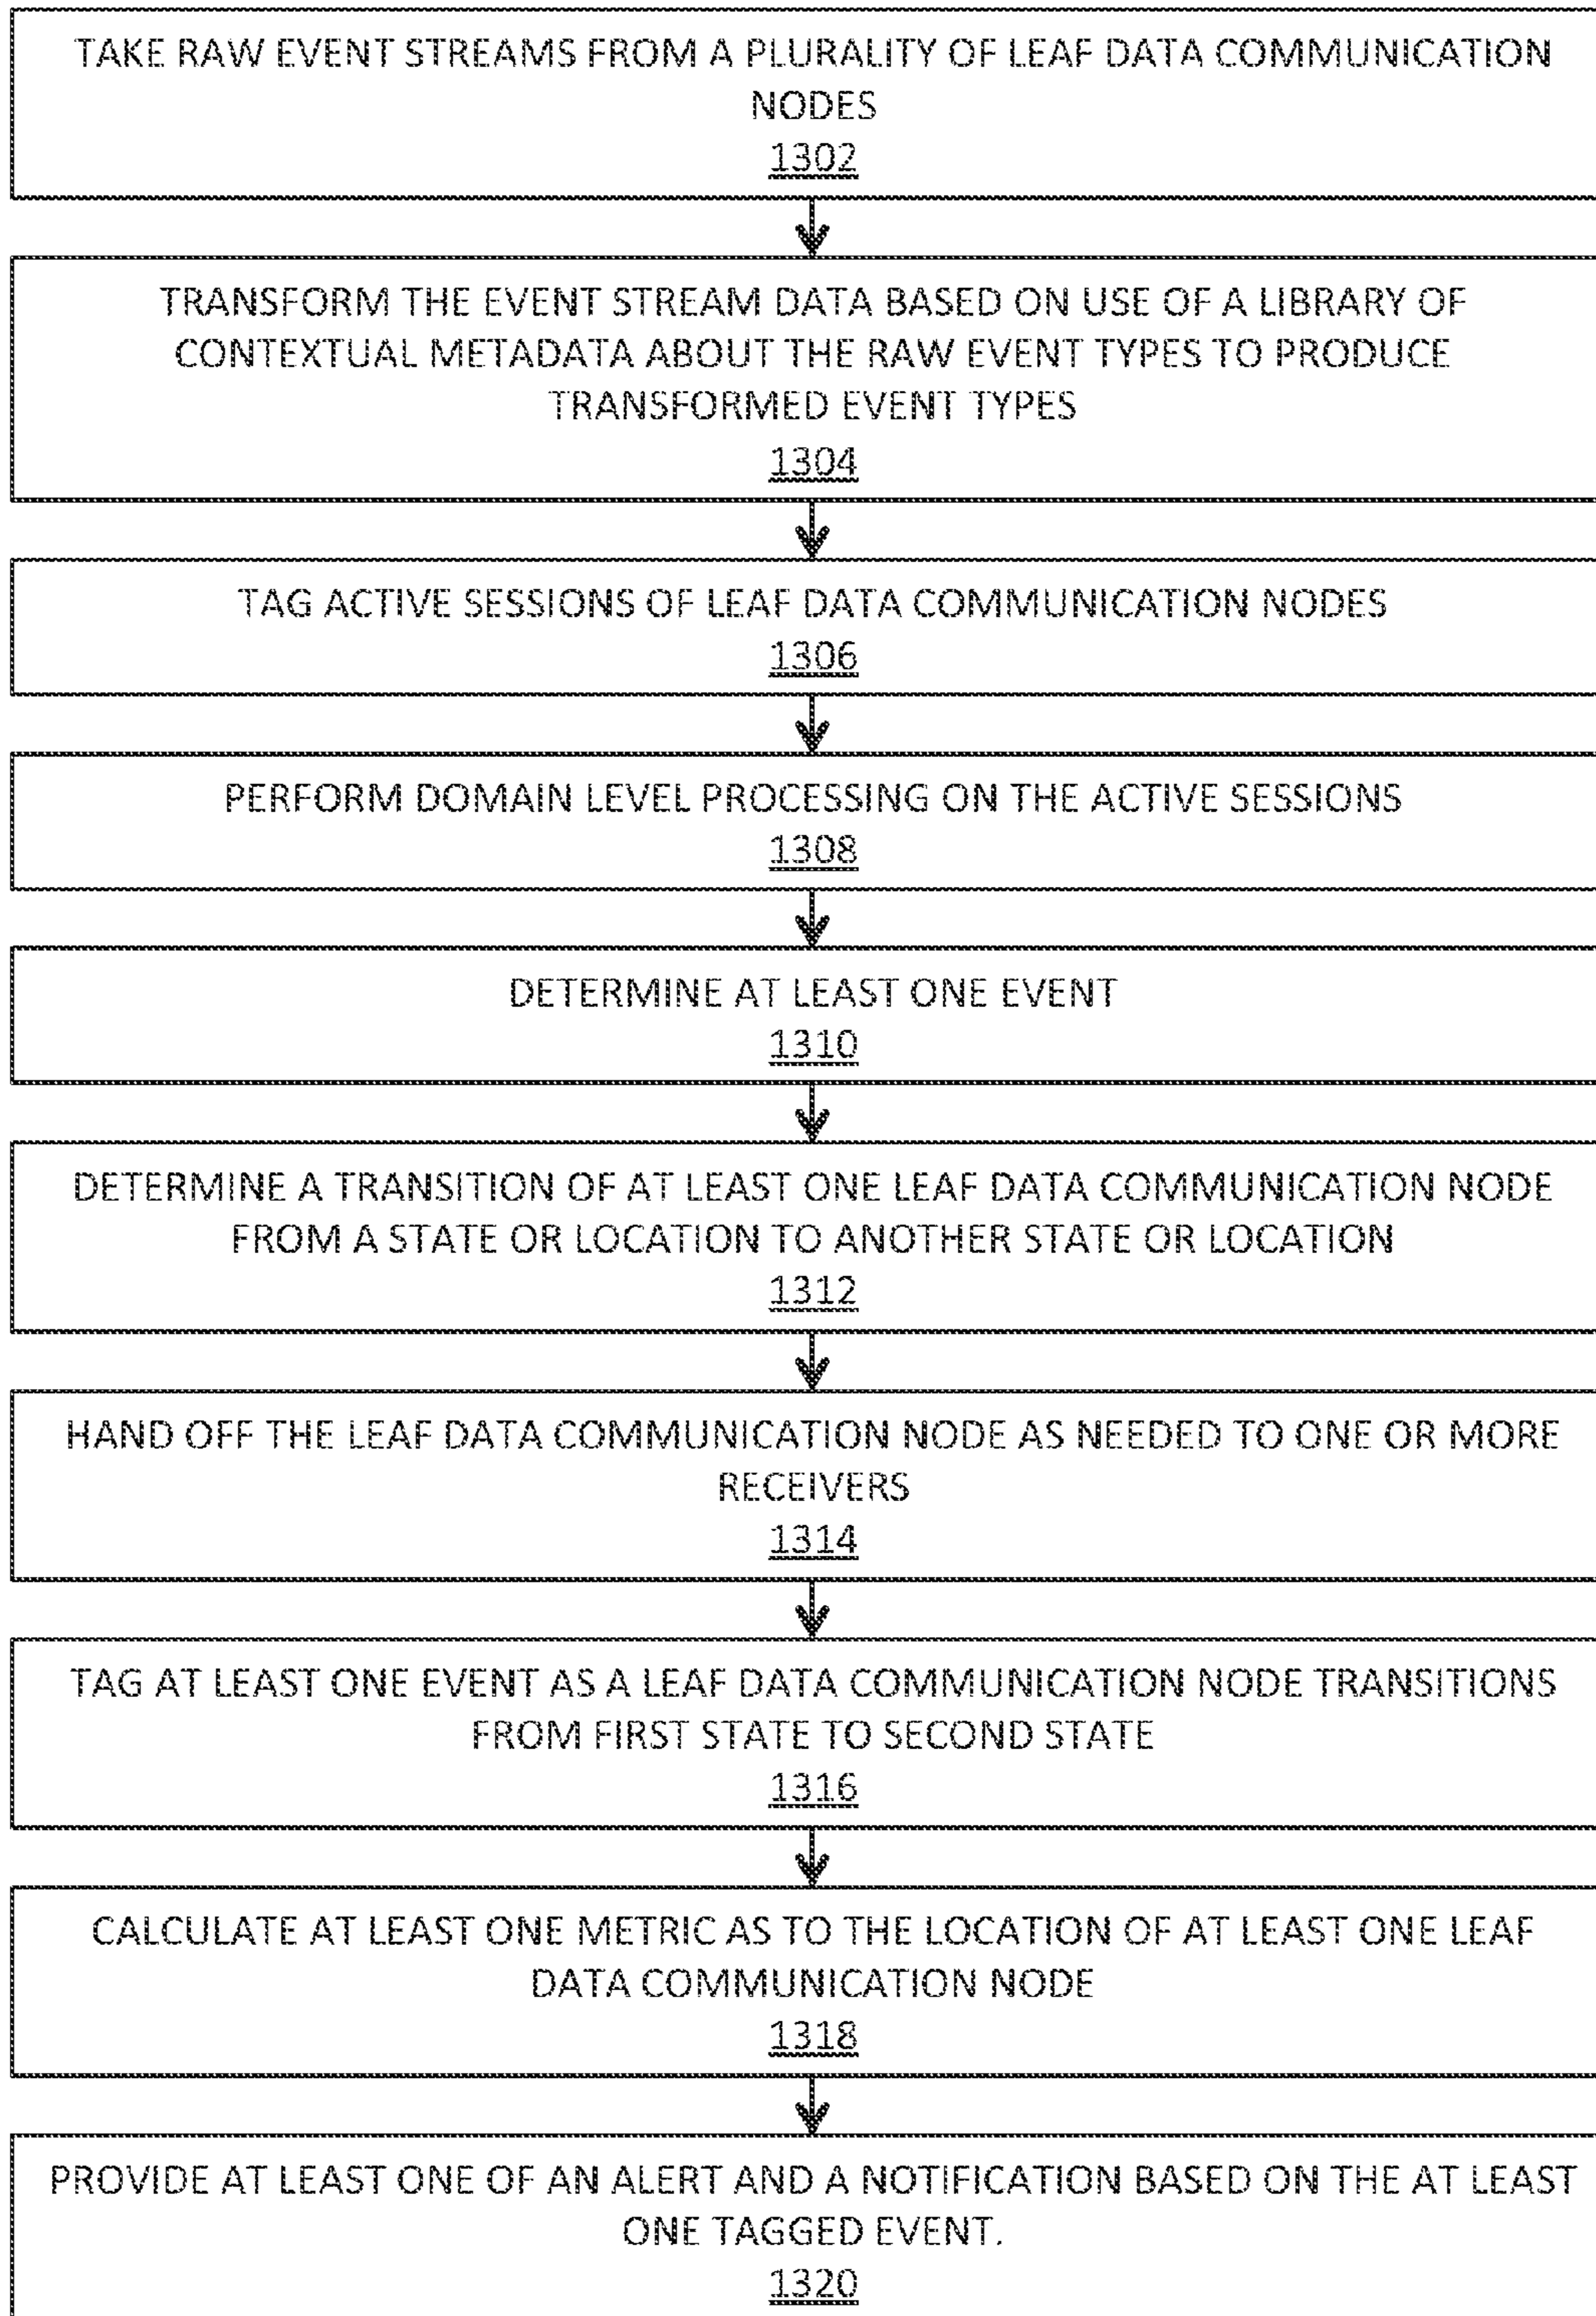 TAKE RAW EVENT STREAMS FROM A PLURALITY OF LEAF DATA COMMUNICATION
NODES
1302
TRANSFORM THE EVENT STREAM DATA BASED ON USE OF A LIBRARY OF
CONTEXTUAL METADATA ABOUT THE RAW EVENT TYPES TO PRODUCE
TRANSFORMED EVENT TYPES
1304
TAG ACTIVE SESSIONS OF LEAF DATA COMMUNICATION NODES
1306
PERFORM DOMAIN LEVEL PROCESSING ON THE ACTIVE SESSIONS
1308
DETERMINE AT LEAST ONE EVENT
1310
DETERMINE A TRANSITION OF AT LEAST ONE LEAF DATA COMMUNICATION NODE
FROM A STATE OR LOCATION TO ANOTHER STATE OR LOCATION
1312
HAND OFF THE LEAF DATA COMMUNICATION NODE AS NEEDED TO ONE OR MORE
RECEIVERS
1314
TAG AT LEAST ONE EVENT AS A LEAF DATA COMMUNICATION NODE TRANSITIONS
FROM FIRST STATE TO SECOND STATE
1316
CALCULATE AT LEAST ONE METRIC AS TO THE LOCATION OF AT LEAST ONE LEAF
DATA COMMUNICATION NODE
1318
PROVIDE AT LEAST ONE OF AN ALERT AND A NOTIFICATION BASED ON THE AT LEAST
ONE TAGGED EVENT.
1320